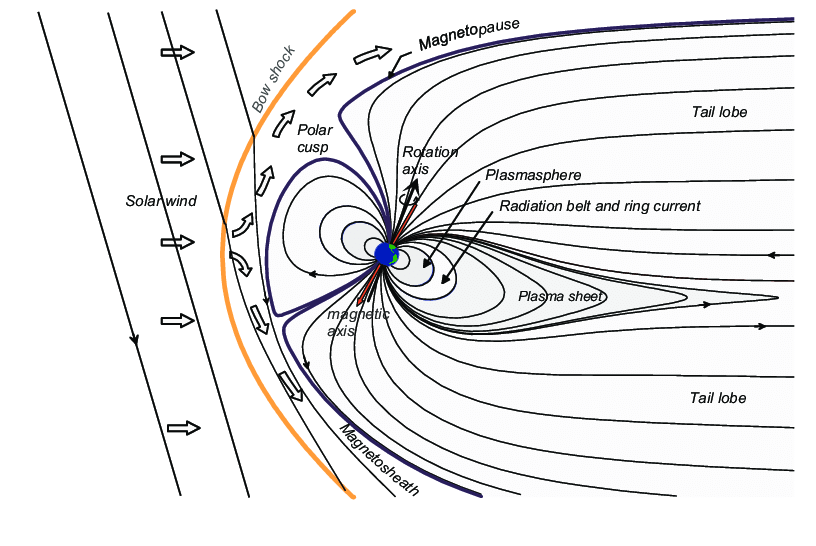 Magnetopause
Bow shock
Tail lobe
Polar
cusp
Rotation
axis
Plasmasphere
Solar wind
Radiation belt and ring current
Plasma sheet
magnetic
axis
Tail lobe
Magnetosheath